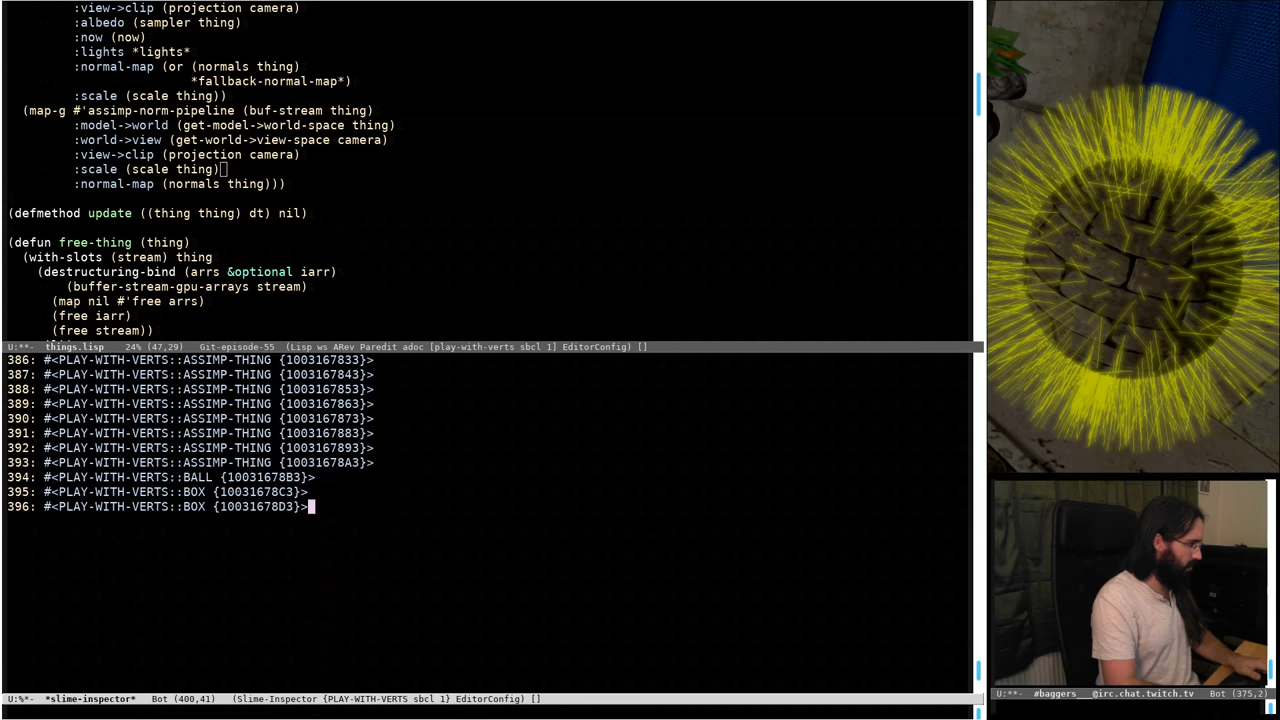 :view->clip (projection camera)
:albedo (sampler thing)
:now (now)
:lights *lights*
:normal-map (or (normals thing)
*fallback-normal-map*)
:scale (scale thing))
(map-g #'assimp-norm-pipeline (buf-stream thing)
:model->world (get-model->world-space thing)
:world->view (get-world->view-space camera)
:view->clip (projection camera)
:scale (scale thing)
:normal-map (normals thing)))
(defmethod update ((thing thing) dt) nil)
(defun free-thing (thing)
(with-slots (stream) thing
(destructuring-bind (arrs &optional iarr)
(buffer-stream-gpu-arrays stream)
(map nil #'free arrs)
(free iarr)
(free stream))
U:**- things.lisp 24% (47,29) Git-episode-55 (Lisp ws ARev Paredit adoc [play-with-verts sbcl 1] EditorConfig) []
386: #<PLAY-WITH-VERTS::ASSIMP-THING {1003167833}>
387: #<PLAY-WITH-VERTS::ASSIMP-THING {1003167843}>
388: #<PLAY-WITH-VERTS::ASSIMP-THING {1003167853}>
389: #<PLAY-WITH-VERTS::ASSIMP-THING {1003167863}>
390: #<PLAY-WITH-VERTS::ASSIMP-THING {1003167873}>
391: #<PLAY-WITH-VERTS::ASSIMP-THING {1003167883}>
392: #<PLAY-WITH-VERTS::ASSIMP-THING {1003167893}>
393: #<PLAY-WITH-VERTS::ASSIMP-THING {10031678A3}>
394: #<PLAY-WITH-VERTS::BALL {10031678B3}>
395: #<PLAY-WITH-VERTS::BOX {10031678C3}>
396: #<PLAY-WITH-VERTS::BOX {10031678D3}>
U:%*- *slime-inspector* Bot (400,41) (Slime-Inspector {PLAY-WITH-VERTS sbcl 1} EditorConfig) []
U:**- #baggers___@irc.chat.twitch.tv Bot (375,2)